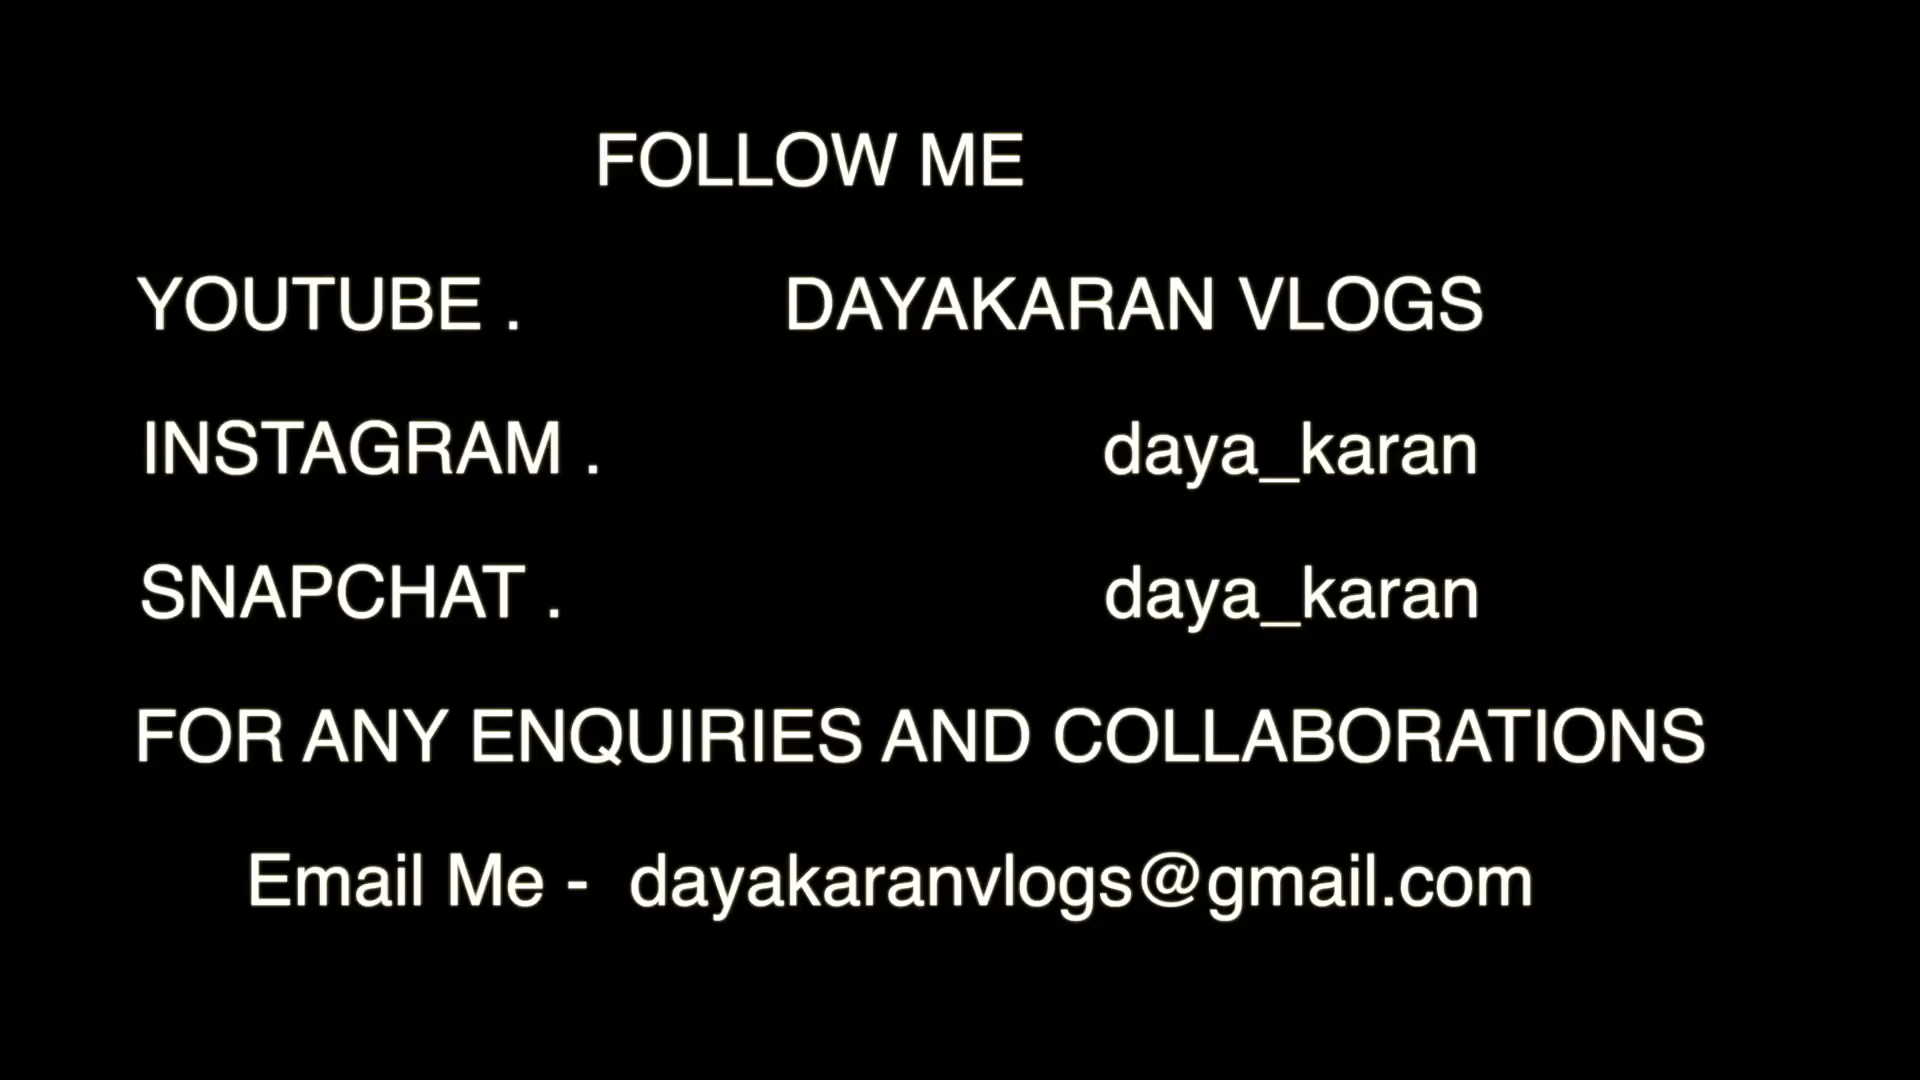 FOLLOW ME
YOUTUBE . DAYAKARAN VLOGS
INSTAGRAM . daya_karan
SNAPCHAT . daya_karan
FOR ANY ENQUIRIES AND COLLABORATIONS
Email Me - dayakaranvlogs@gmail.com